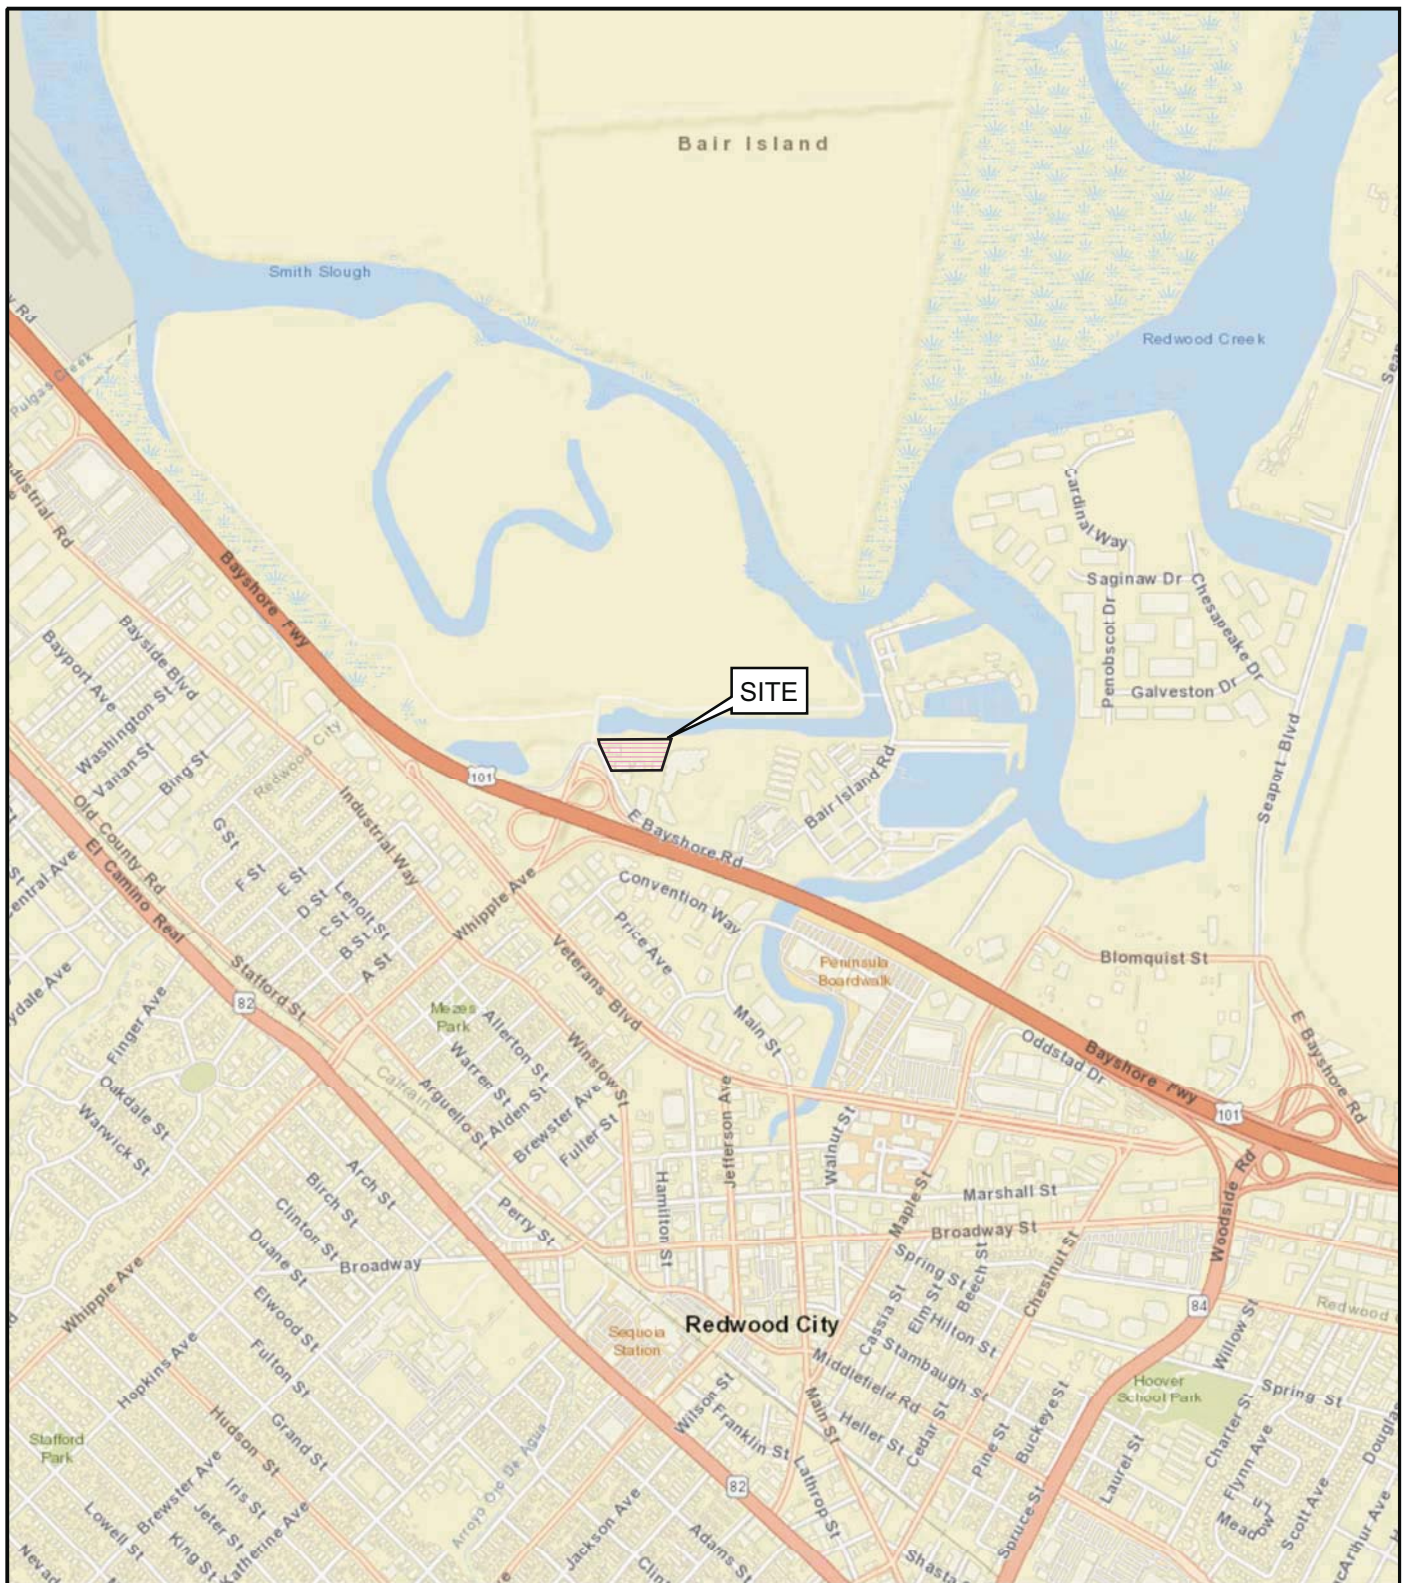 Bair Island
Smith Slough
Redwood Creek
y Rd
Pulgas Creek
Sea
Cardinal Way
Industrial Rd
Bayshore Fwy
Saginaw Dr
Chesapeake Dr
Penobscot Dr
Bayside Blvd
Bayport Ave
SITE
Galveston Dr
Washington St
Varian St
Bing St
Redwood City
Seaport Blvd
101
Bair Island Rd
Old County Rd
Industrial Way
G St
E Bayshore Rd
F St
E St
D St
C St
B St
A St
Lenolt St
Central Ave
El Camino Real
Whipple Ave
Convention Way
Price Ave
Veterans Blvd
Stafford St
Blomquist St
Peninsula
Boardwalk
82
Finger Ave
Mezes
Park
Allerton St
Main St
Winslow St
Oddstad Dr
Bayshore Fwy
E Bayshore Rd
Warren St
Caltrain
Arguello St
Alden St
Brewster Ave
Fuller St
Jefferson Ave
Oakdale St
Warwick St
101
Walnut St
Woodside Rd
Arch St
Birch St
Clinton St
Duane St
Perry St
Hamilton St
Maple St
Marshall St
Broadway St
Broadway
Spring St
Beech St
Chestnut St
Whipple Ave
Elwood St
Cassia St
Elm St
Hilton St
84
Redwood
Redwood City
Sequoia
Station
Willow St
Hopkins Ave
Fulton St
Stambaugh St
Middlefield Rd
Hoover
School Park
Spring St
Wilson St
Franklin St
Main St
Heller St
Cedar St
Pine St
Buckeye St
Charter St
Flynn Ave
Douglas
Stafford
Park
Hudson St
Grand St
Arroyo Ojo De Agua
82
Laurel St
Brewster Ave
Iris St
Jeter St
King St
Katherine Ave
Lowell St
Nevad
Lathrop St
Jackson Ave
Adams St
Clin
Spruce St
Shasta
Meadow Ln
Scott Ave
cArthur Ave